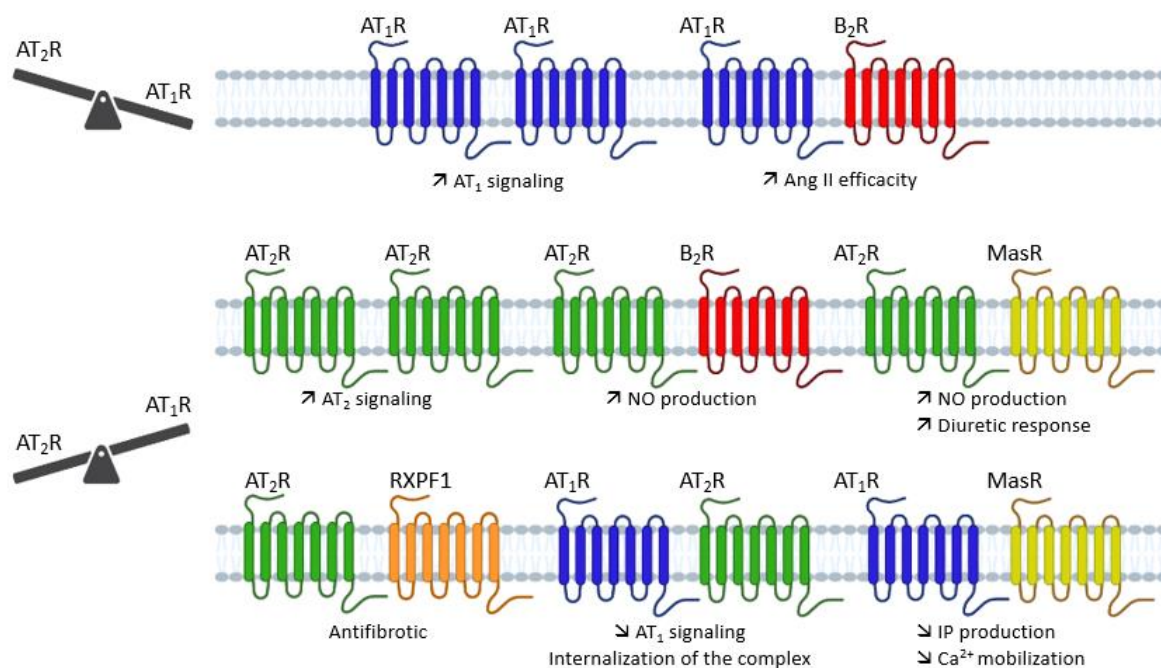 AT₂R
AT₁R
AT₁R AT₁R AT₁R B₂R
↗ AT₁ signaling ↗ Ang II efficacity
AT₂R AT₂R AT₂R B₂R AT₂R MasR
↗ AT₂ signaling ↗ NO production ↗ NO production
↗ Diuretic response
AT₁R
AT₂R
AT₂R RXPF1 AT₁R AT₂R AT₁R MasR
Antifibrotic ↘ AT₁ signaling ↘ IP production
Internalization of the complex ↘ Ca²⁺ mobilization